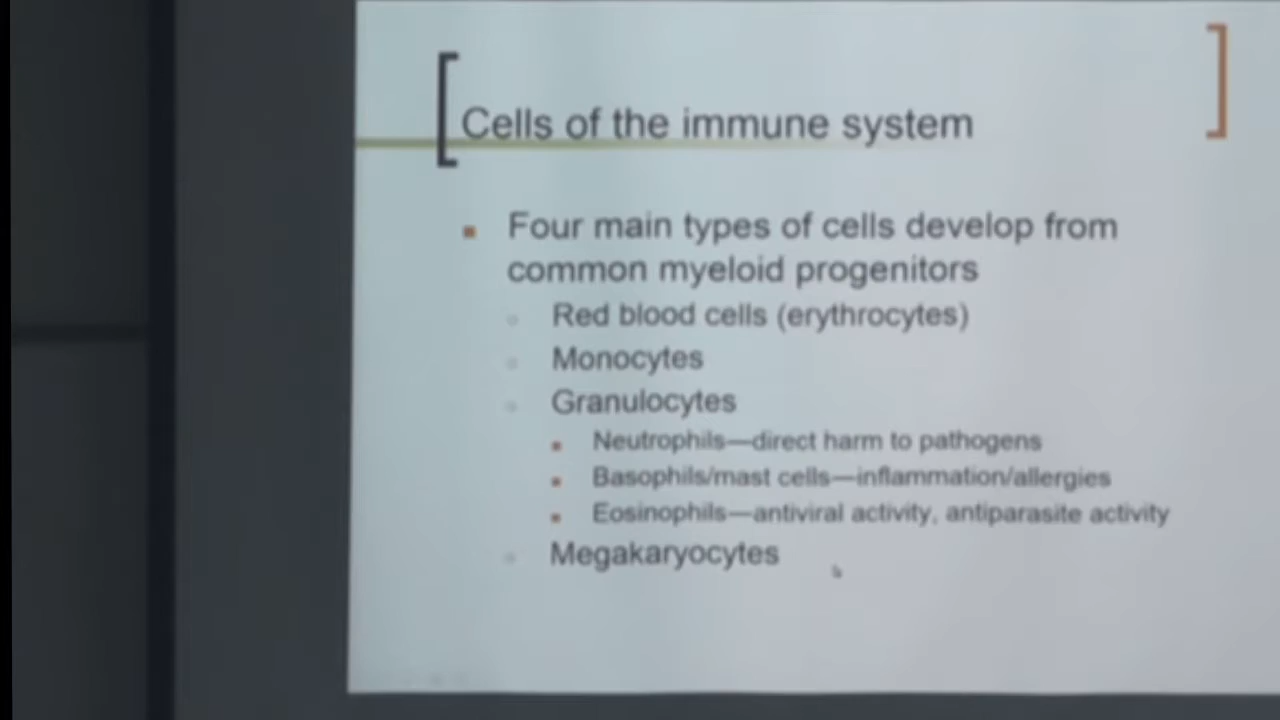 Cells of the immune system
Four main types of cells develop from
common myeloid progenitors
Red blood cells (erythrocytes)
Monocytes
Granulocytes
Neutrophils—direct harm to pathogens
Basophils/mast cells—inflammation/allergies
Eosinophils—antiviral activity, antiparasite activity
Megakaryocytes